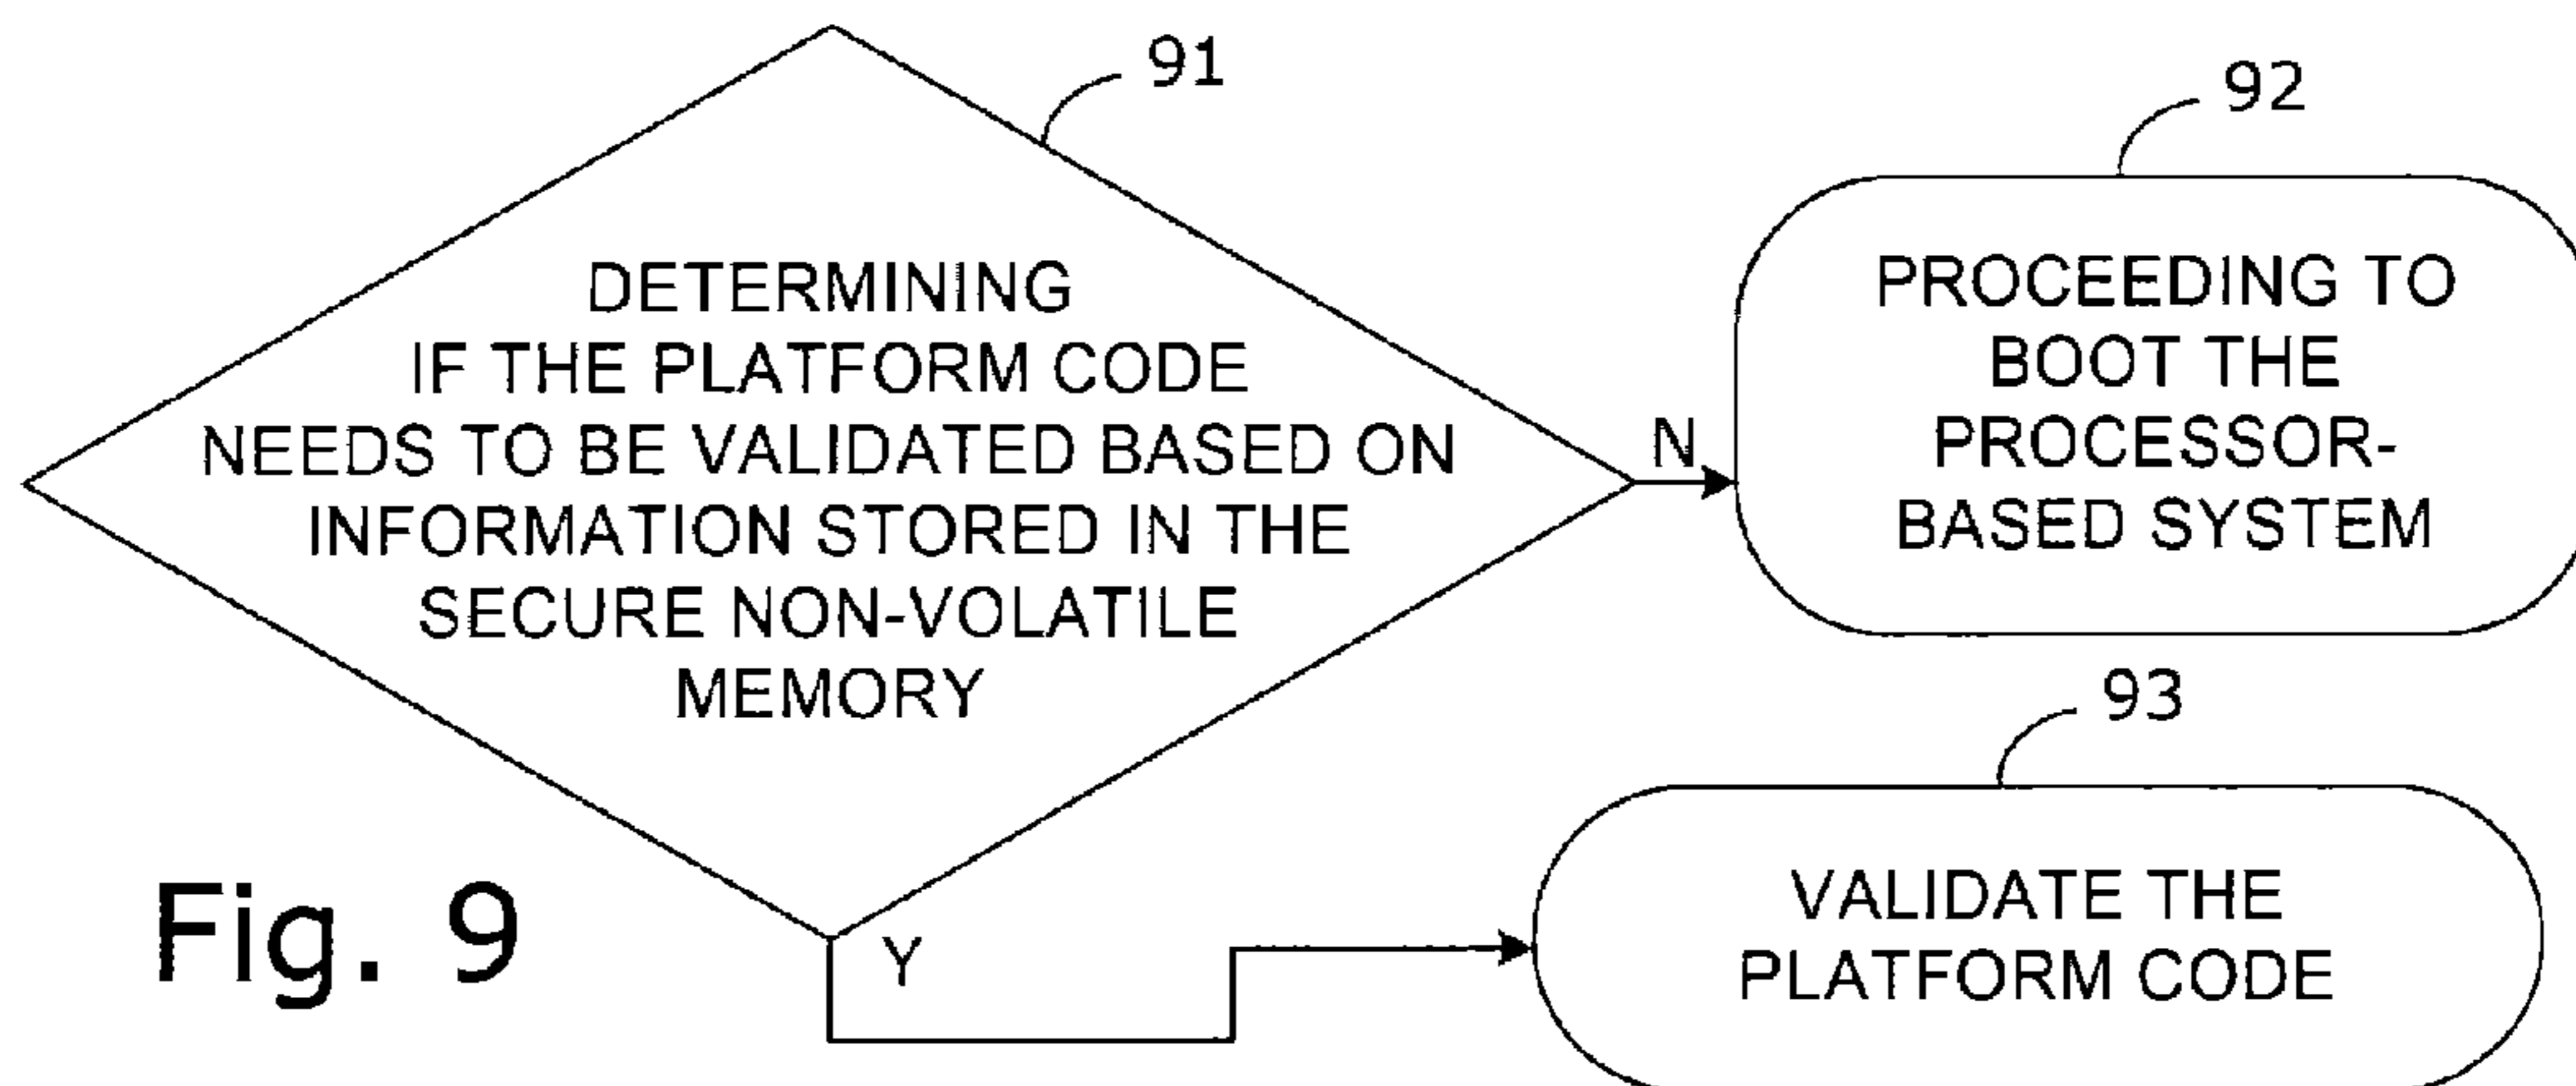 91
DETERMINING
IF THE PLATFORM CODE
NEEDS TO BE VALIDATED BASED ON
INFORMATION STORED IN THE
SECURE NON-VOLATILE
MEMORY
N
92
PROCEEDING TO
BOOT THE
PROCESSOR-
BASED SYSTEM
Y
93
VALIDATE THE
PLATFORM CODE
Fig. 9